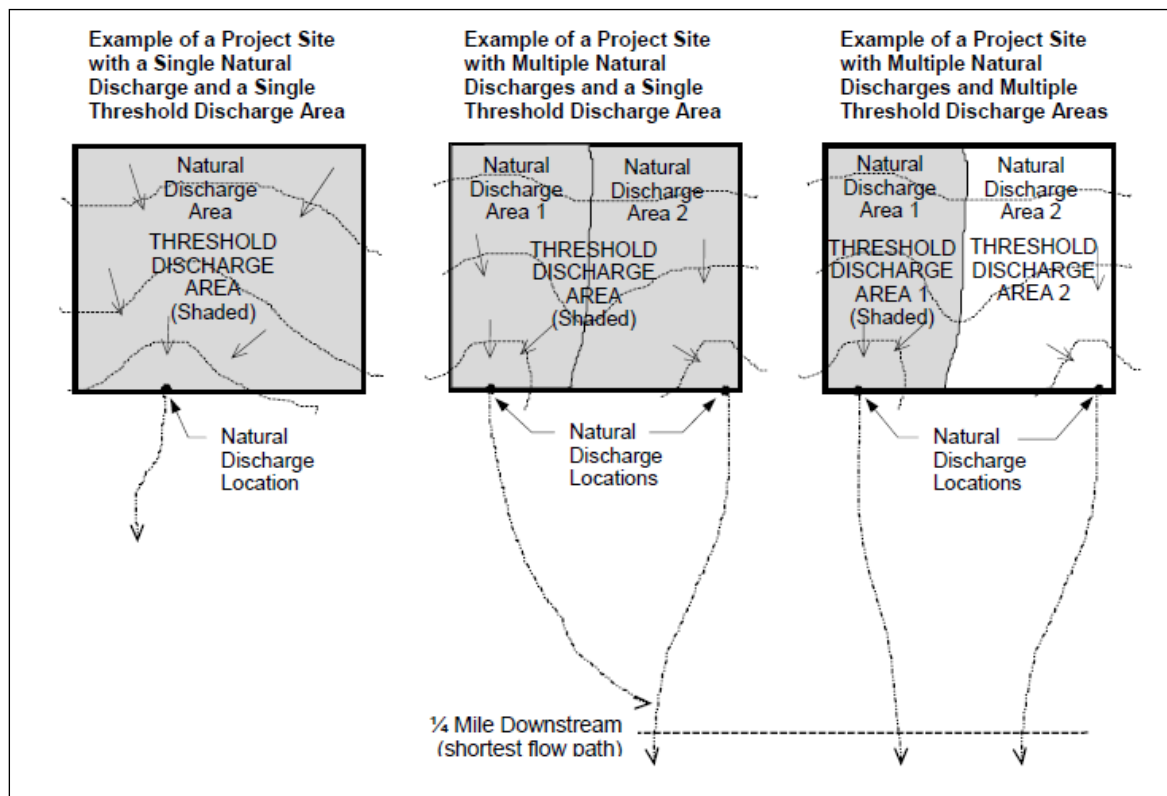 Example of a Project Site
with a Single Natural
Discharge and a Single
Threshold Discharge Area
Natural
Discharge
Area
THRESHOLD
DISCHARGE
AREA
(Shaded)
Natural
Discharge
Location
Example of a Project Site
with Multiple Natural
Discharges and a Single
Threshold Discharge Area
Natural
Discharge
Area 1
Natural
Discharge
Area 2
THRESHOLD
DISCHARGE
AREA
(Shaded)
Natural
Discharge
Locations
Example of a Project Site
with Multiple Natural
Discharges and Multiple
Threshold Discharge Areas
Natural
Discharge
Area 1
THRESHOLD
DISCHARGE
AREA 1
(Shaded)
Natural
Discharge
Area 2
THRESHOLD
DISCHARGE
AREA 2
Natural
Discharge
Locations
¼ Mile Downstream
(shortest flow path)